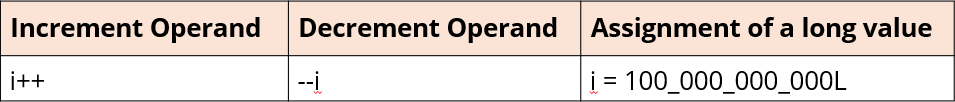 Increment Operand Decrement Operand Assignment of a long value
i++ --i i = 100_000_000_000L